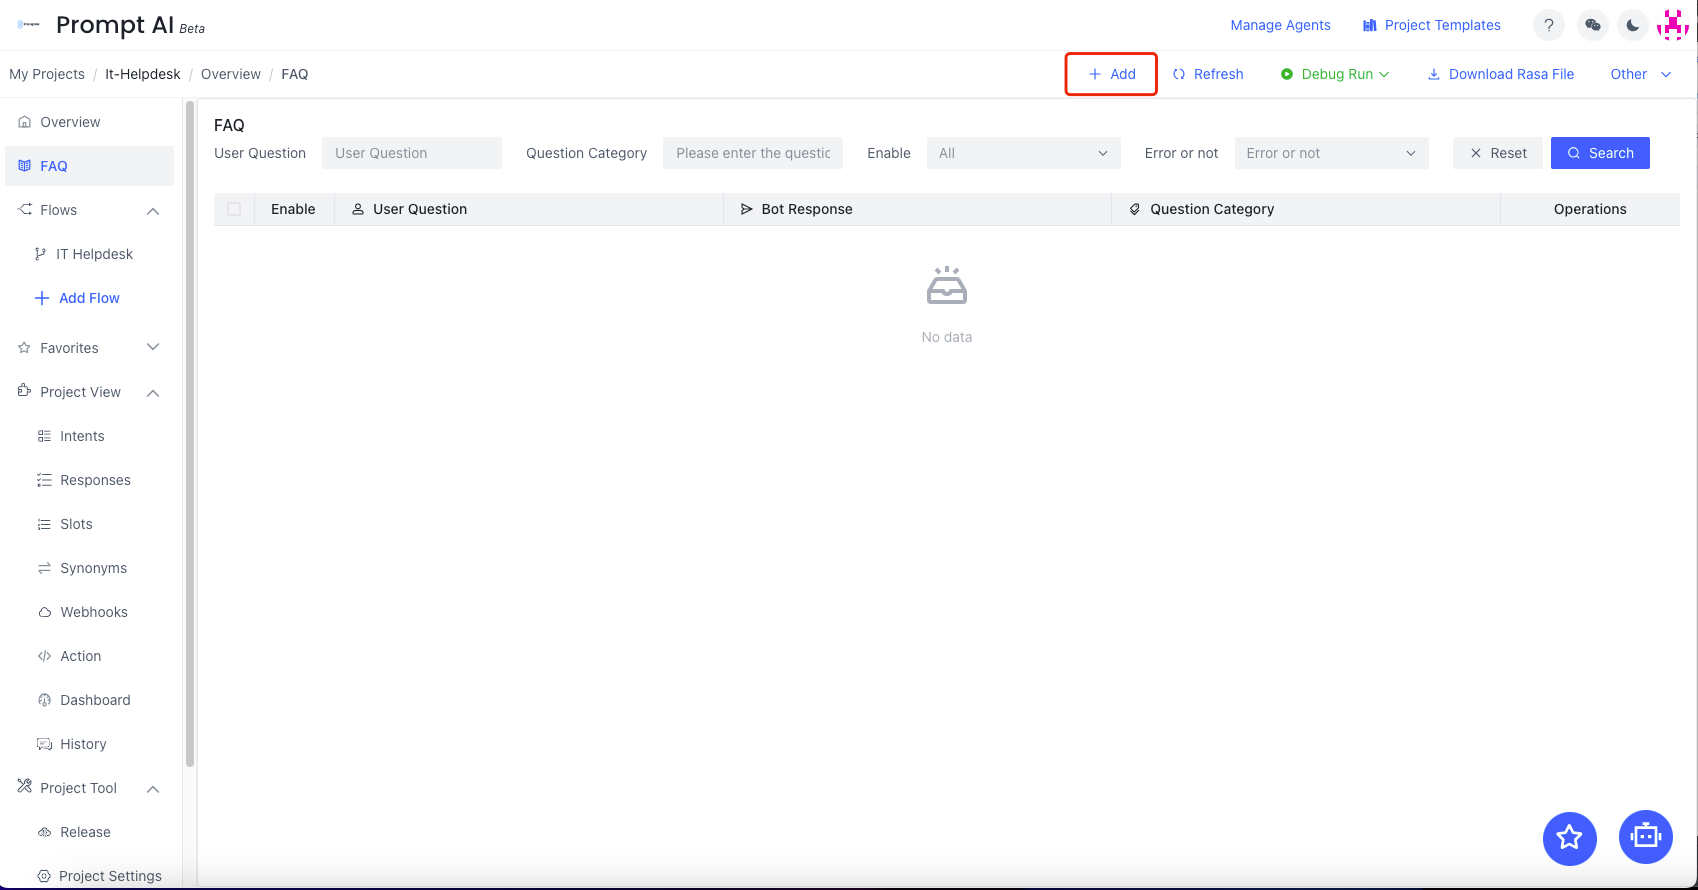 Prompt AI Beta
Manage Agents
Project Templates
?
My Projects / It-Helpdesk / Overview / FAQ
Add
Refresh
Debug Run
Download Rasa File
Other
Overview
FAQ
Flows
IT Helpdesk
Add Flow
Favorites
Project View
Intents
Responses
Slots
Synonyms
Webhooks
Action
Dashboard
History
Project Tool
Release
Project Settings
FAQ
User Question User Question Question Category Please enter the questic Enable All Error or not Error or not Reset Search
Enable User Question Bot Response Question Category Operations
No data